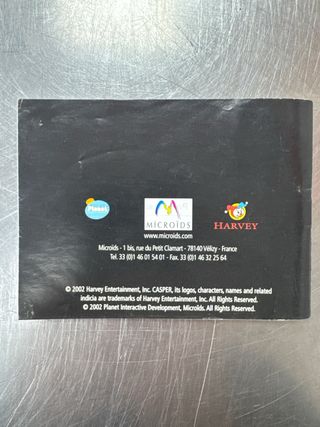 Planet
MICROÏDS
HARVEY
www.microids.com
Microïds - 1 bis, rue du Petit Clamart - 78140 Vélizy - France
Tel. 33 (0)1 46 01 54 01 - Fax. 33 (0)1 46 32 25 64
© 2002 Harvey Entertainment, Inc. CASPER, its logos, characters, names and related
indicia are trademarks of Harvey Entertainment, Inc. All Rights Reserved.
© 2002 Planet Interactive Development, Microïds. All Rights Reserved.